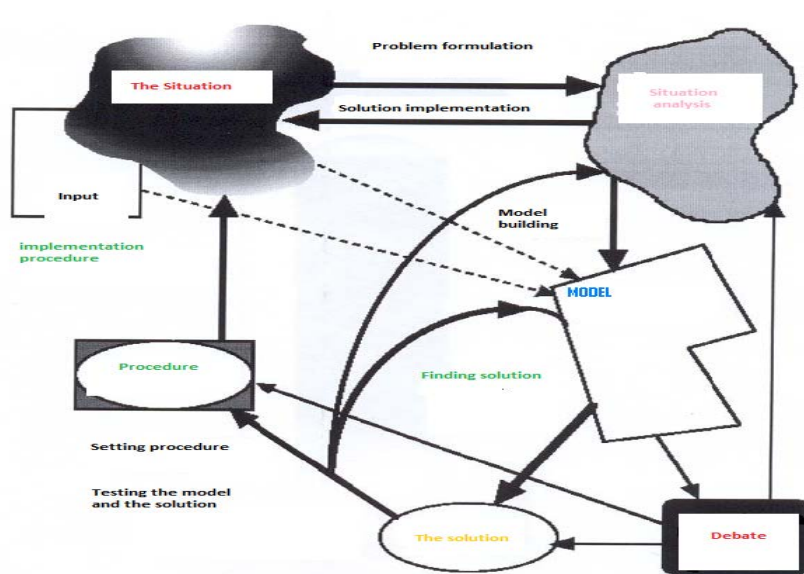 Problem formulation
The Situation
Situation
analysis
Solution implementation
Input
Model
building
implementation
procedure
MODEL
Procedure
Finding solution
Setting procedure
Testing the model
and the solution
The solution
Debate